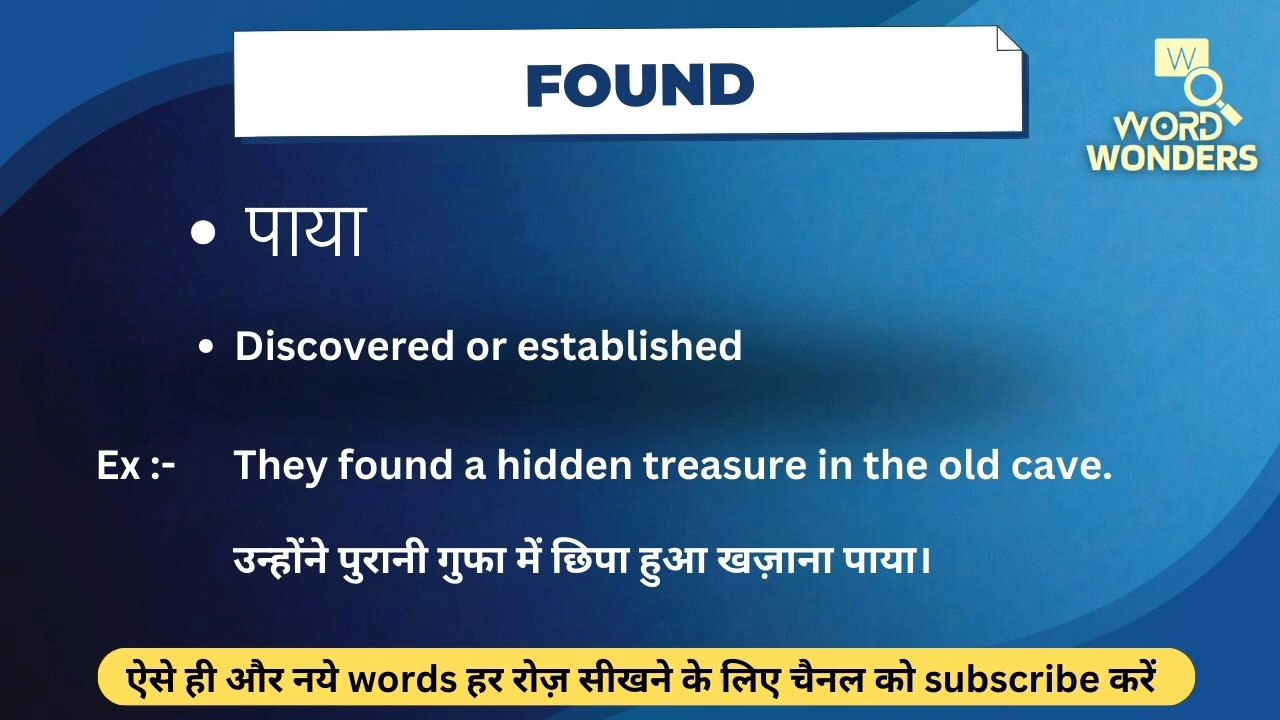 FOUND
W
WORD
WONDERS
• पाया
• Discovered or established
Ex :- They found a hidden treasure in the old cave.
उन्होंने पुरानी गुफा में छिपा हुआ खज़ाना पाया।
ऐसे ही और नये words हर रोज़ सीखने के लिए चैनल को subscribe करें